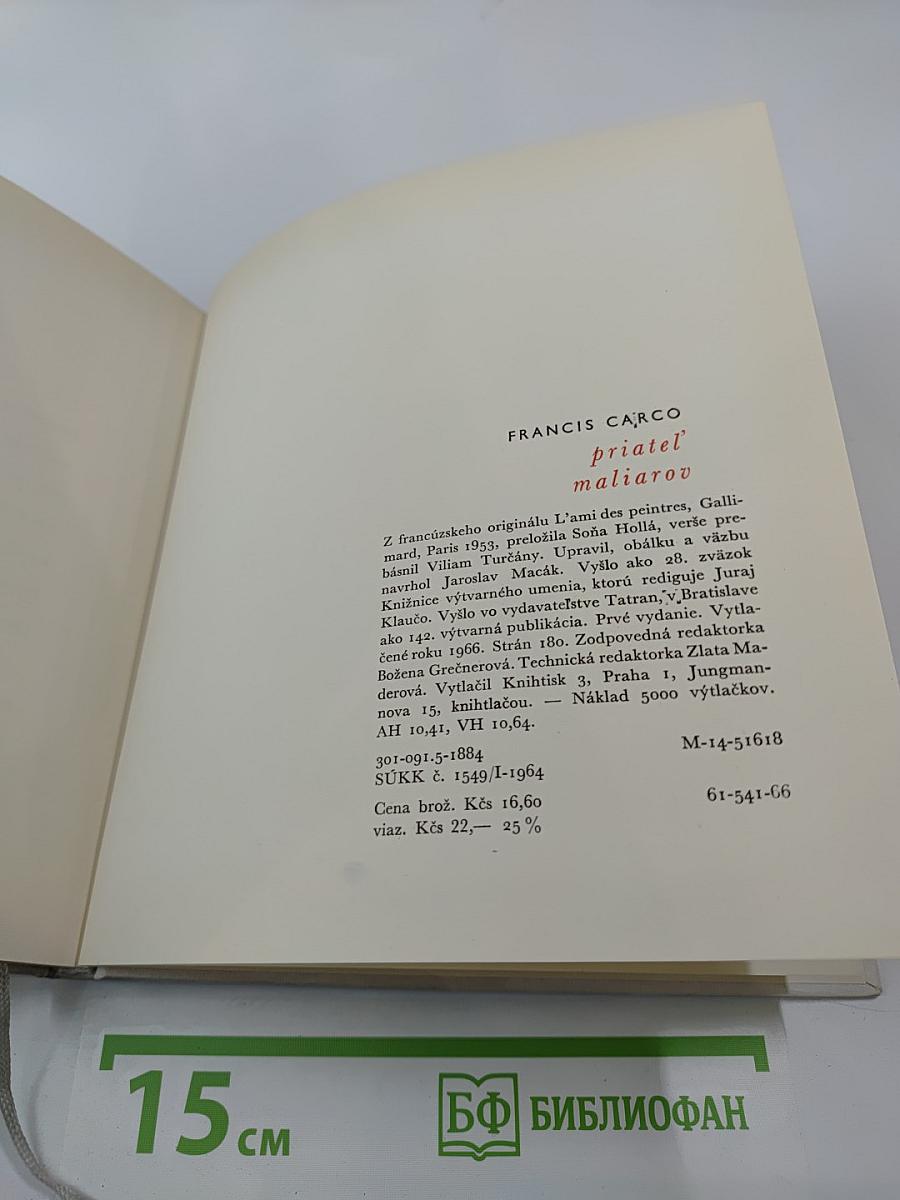 FRANCIS CARCO
priateľ
maliarov
Z francúzskeho originálu L'ami des peintres, Galli-
mard, Paris 1953, preložila Soňa Hollá, verše pre-
básnil Viliam Turčány. Upravil, obálku a väzbu
navrhol Jaroslav Macák. Vyšlo ako 28. zväzok
Knižnice výtvarného umenia, ktorú rediguje Juraj
Klaučo. Vyšlo vo vydavateľstve Tatran, v Bratislave
ako 142. výtvarná publikácia. Prvé vydanie. Vytla-
čené roku 1966. Strán 180. Zodpovedná redaktorka
Božena Grečnerová. Technická redaktorka Zlata Ma-
derová. Vytlačil Knihtisk 3, Praha 1, Jungman-
nova 15, knihtlačou. — Náklad 5000 výtlačkov.
AH 10,41, VH 10,64.
301-091.5-1884 M-14-51618
SÚKK č. 1549/I-1964
Cena brož. Kčs 16,60 61-541-66
viaz. Kčs 22,— 25 %
15 см
БФ БИБЛИОФАН